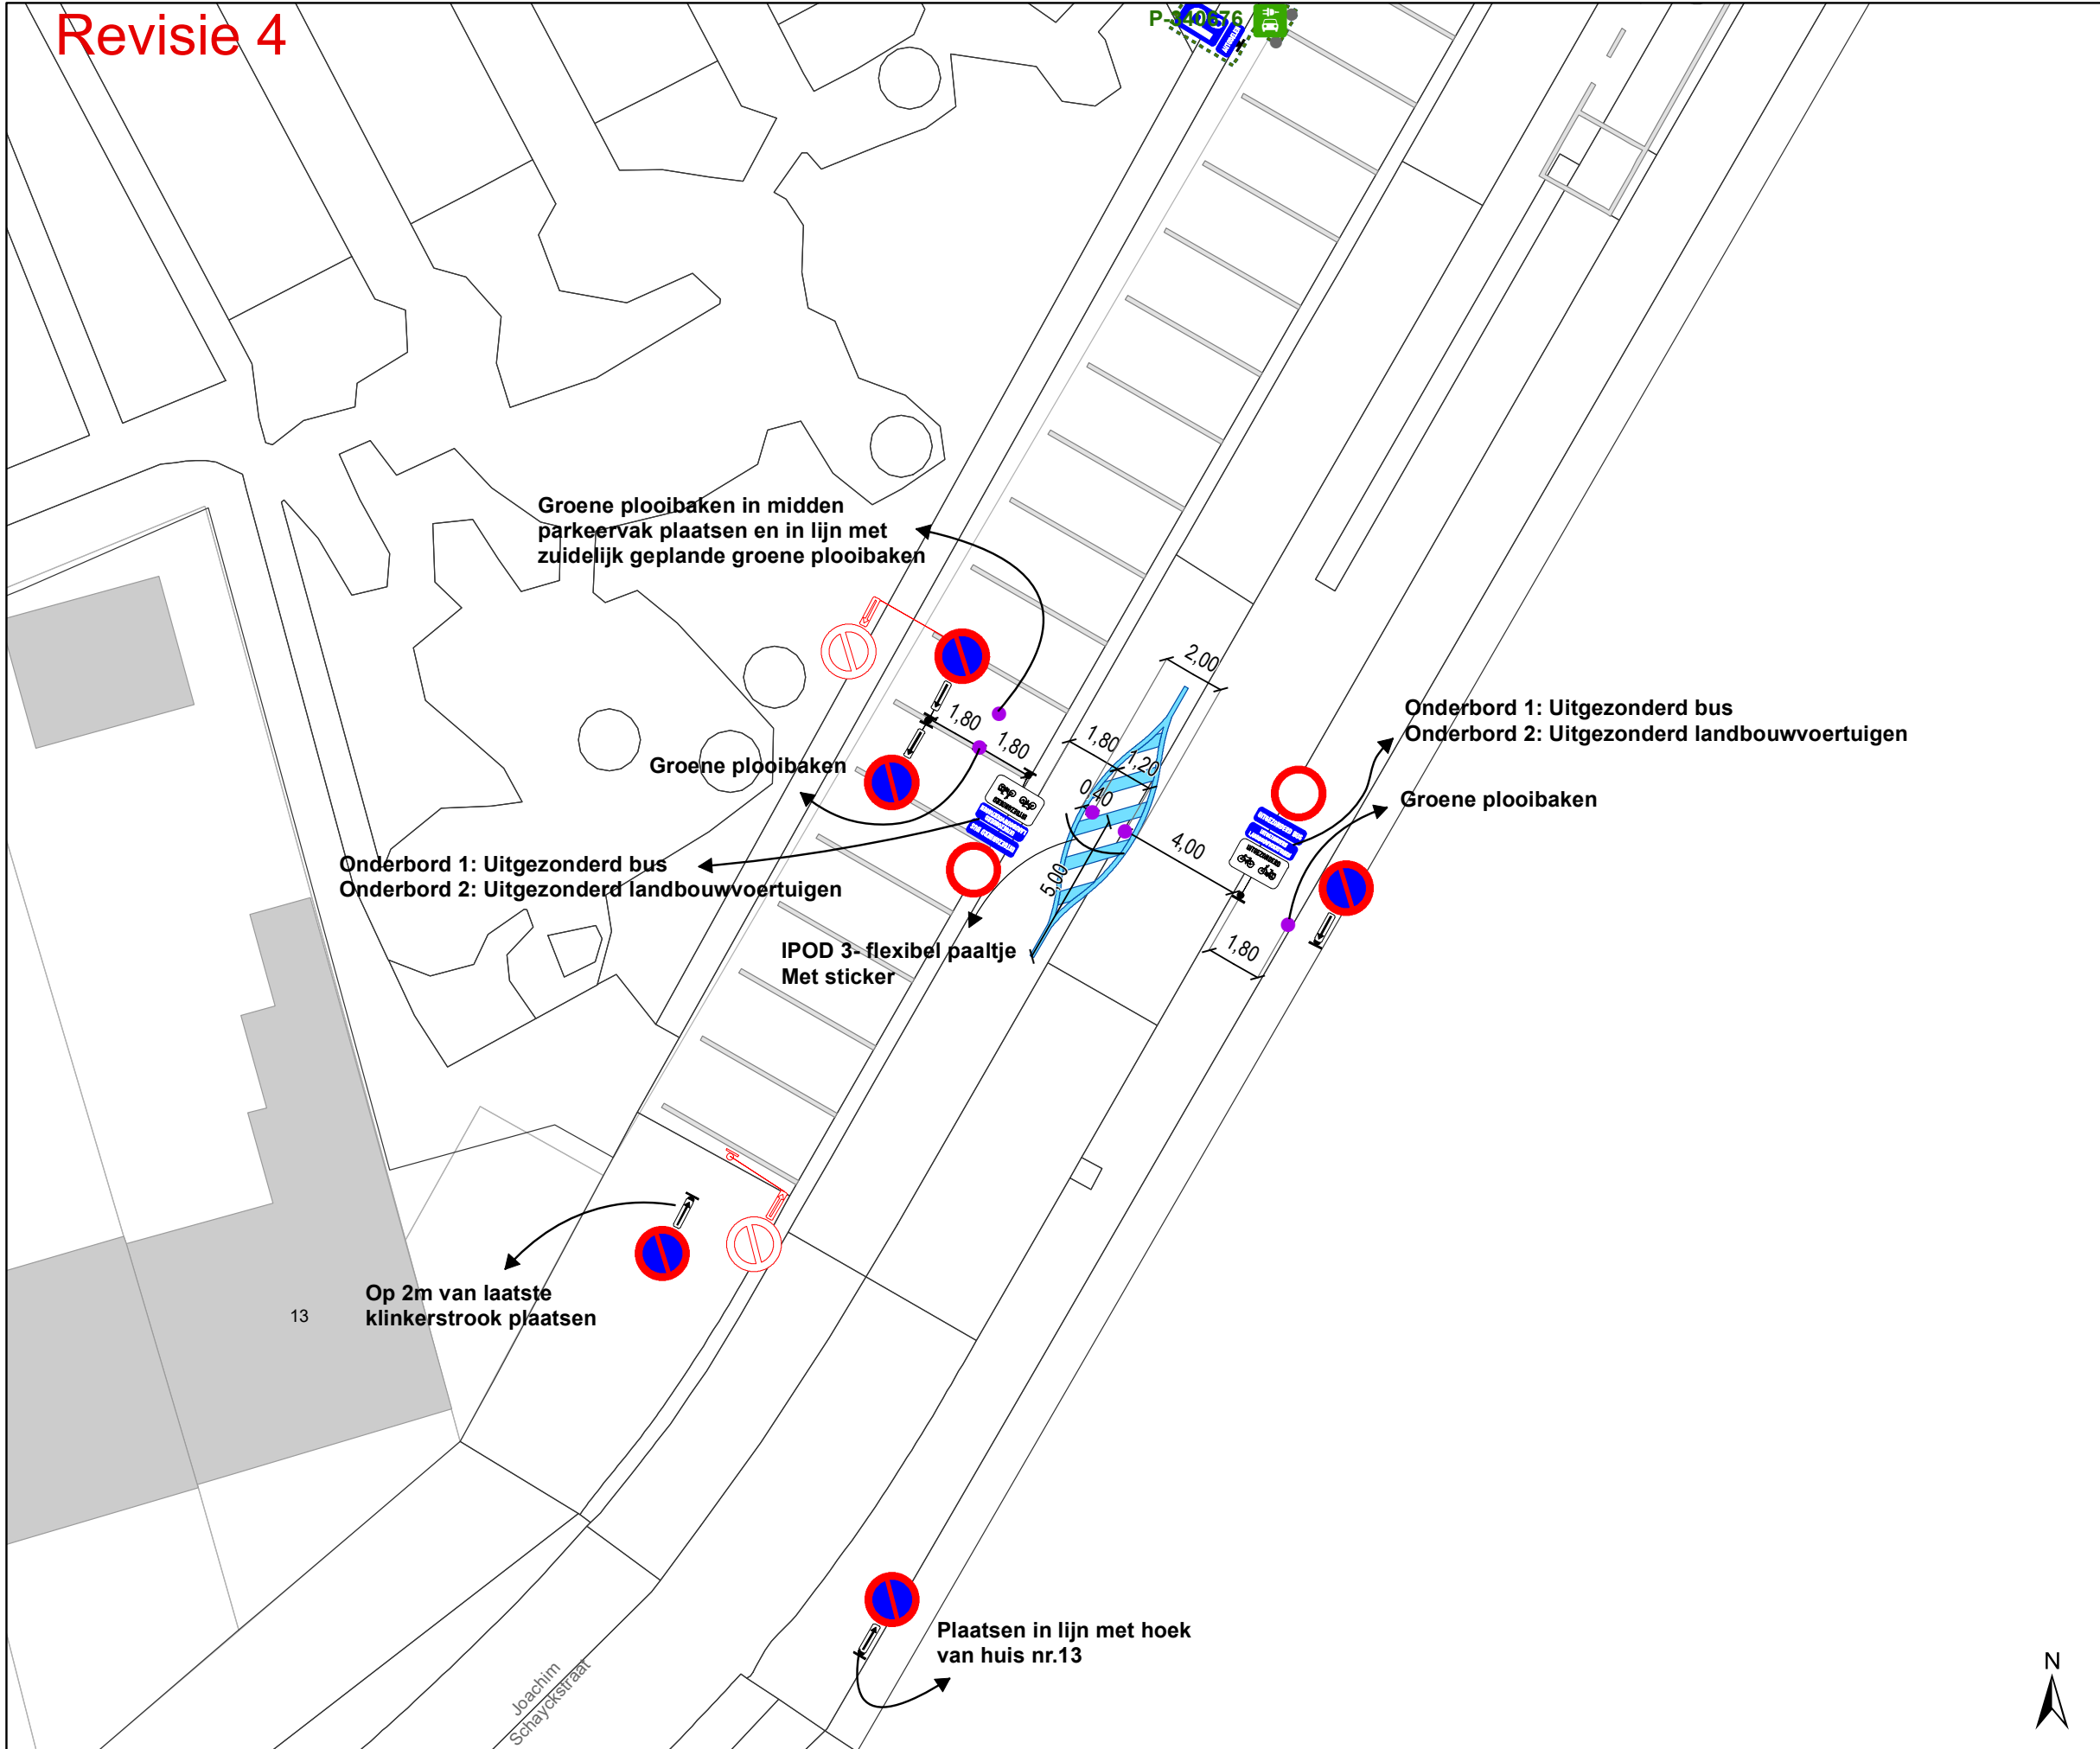 Revisie 4
P-340676
Groene plooibaken in midden
parkeervak plaatsen en in lijn met
zuidelijk geplande groene plooibaken
2,00
1,80
1,80
1,80
1,20
0,40
Onderbord 1: Uitgezonderd bus
Onderbord 2: Uitgezonderd landbouwvoertuigen
Groene plooibaken
Groene plooibaken
4,00
UITGEZONDERD
5,00
Onderbord 1: Uitgezonderd bus
Onderbord 2: Uitgezonderd landbouwvoertuigen
1,80
IPOD 3- flexibel paaltje
Met sticker
Op 2m van laatste
klinkerstrook plaatsen
13
Plaatsen in lijn met hoek
van huis nr.13
Joachim
Schayckstraat
N